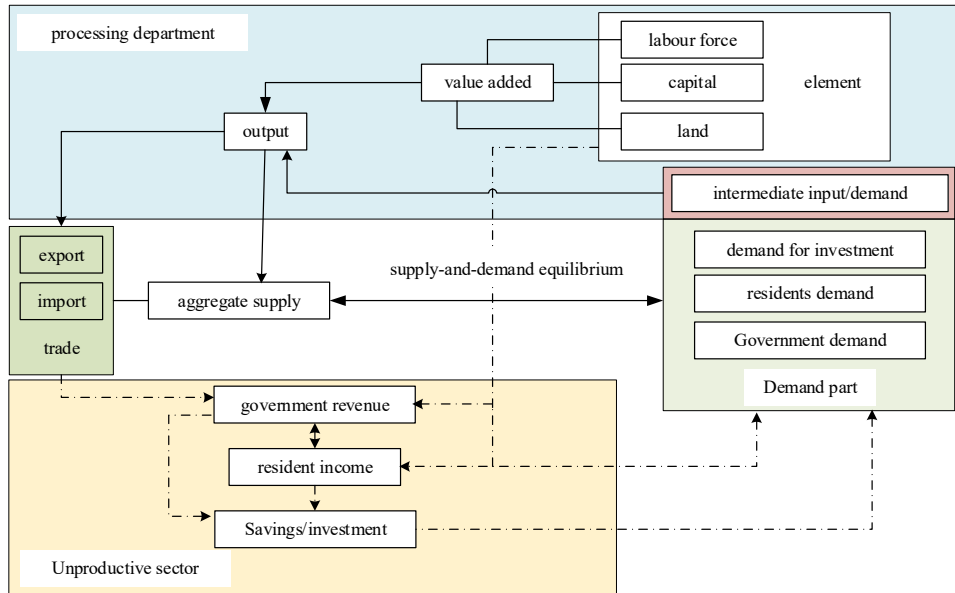 processing department
labour force
value added
capital
element
output
land
intermediate input/demand
export
demand for investment
supply-and-demand equilibrium
import
aggregate supply
residents demand
trade
Government demand
Demand part
government revenue
resident income
Savings/investment
Unproductive sector